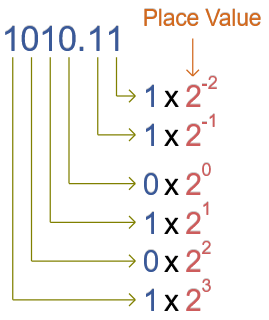 Place Value
1010.11
1 x 2⁻²
1 x 2⁻¹
0 x 2⁰
1 x 2¹
0 x 2²
1 x 2³